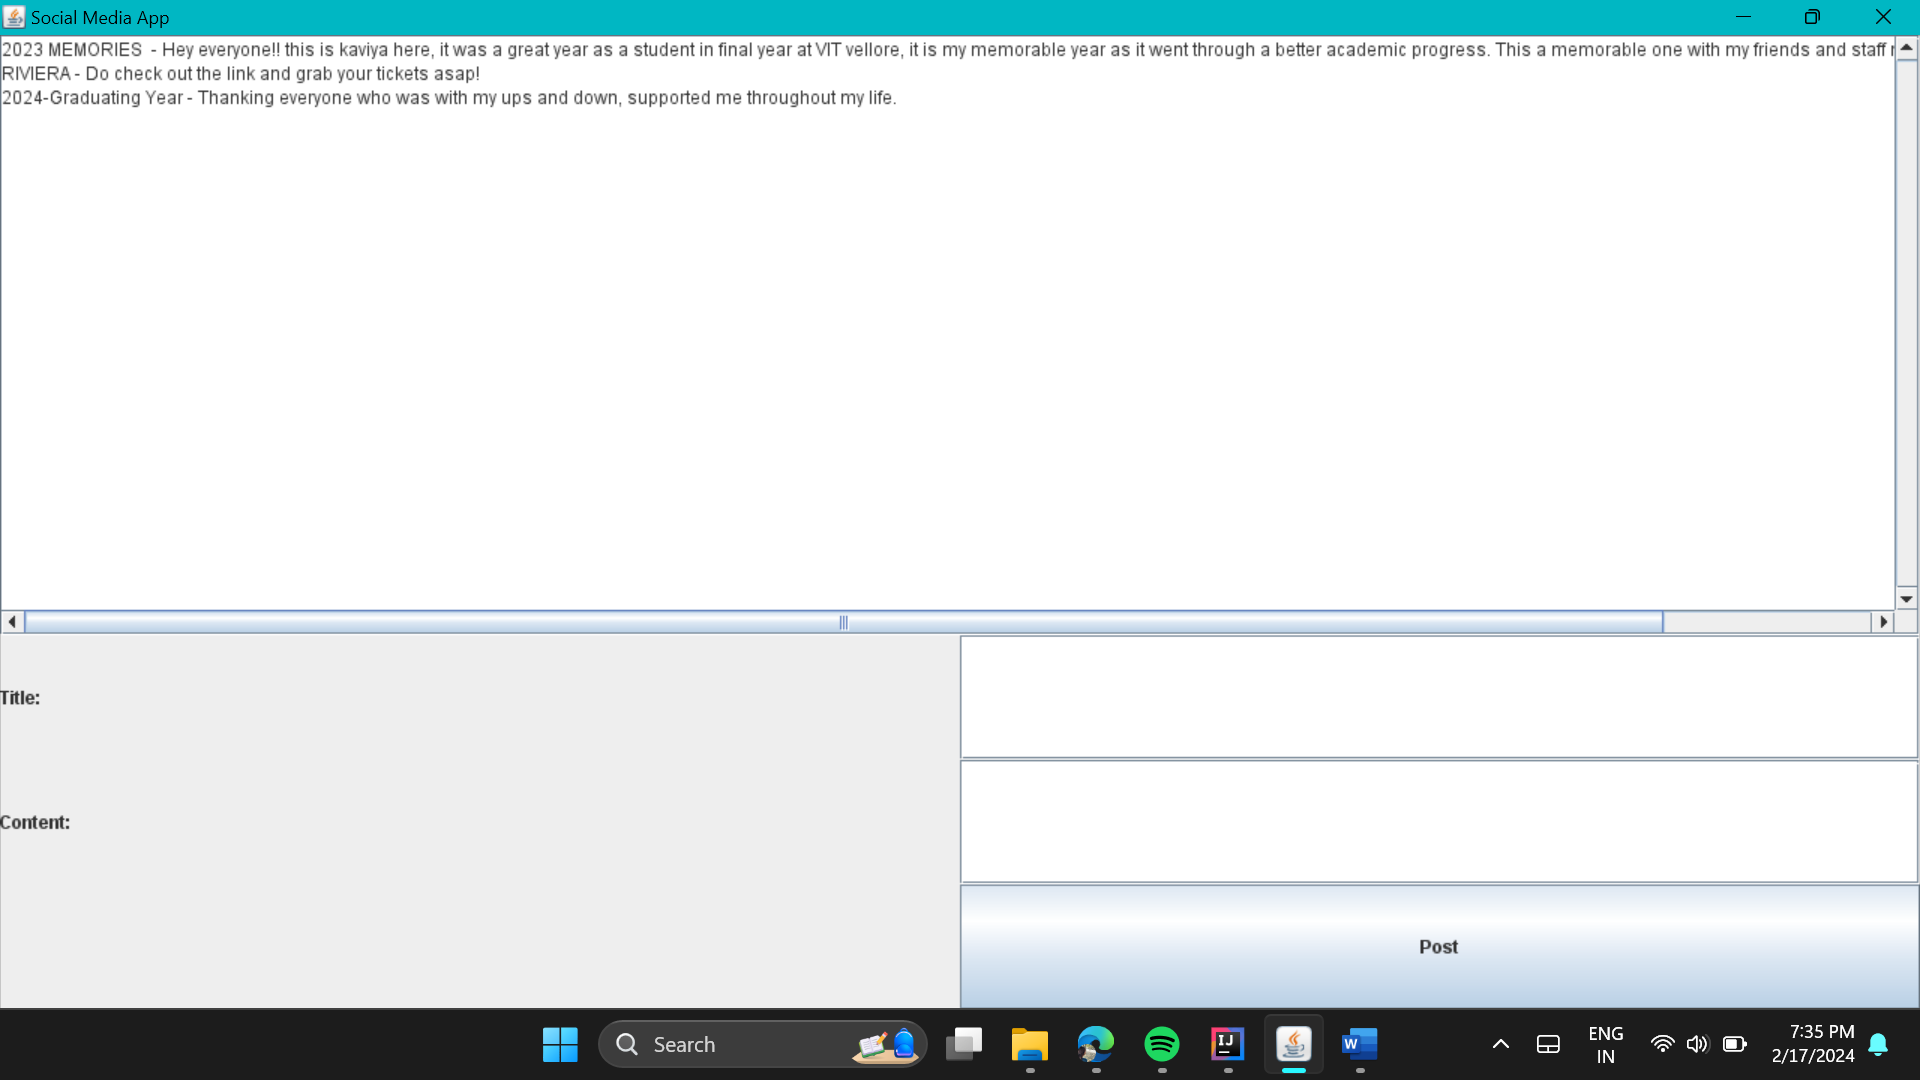 Social Media App
2023 MEMORIES  - Hey everyone!! this is kaviya here, it was a great year as a student in final year at VIT vellore, it is my memorable year as it went through a better academic progress. This a memorable one with my friends and staff
RIVIERA - Do check out the link and grab your tickets asap!
2024-Graduating Year - Thanking everyone who was with my ups and down, supported me throughout my life.
Title:
Content:
Post
Search
ENG
IN
7:35 PM
2/17/2024